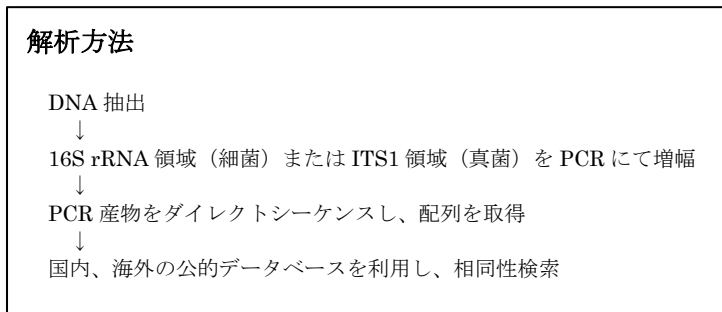 解析方法
DNA 抽出
↓
16S rRNA 領域（細菌）または ITS1 領域（真菌）を PCR にて増幅
↓
PCR 産物をダイレクトシーケンスし、配列を取得
↓
国内、海外の公的データベースを利用し、相同性検索